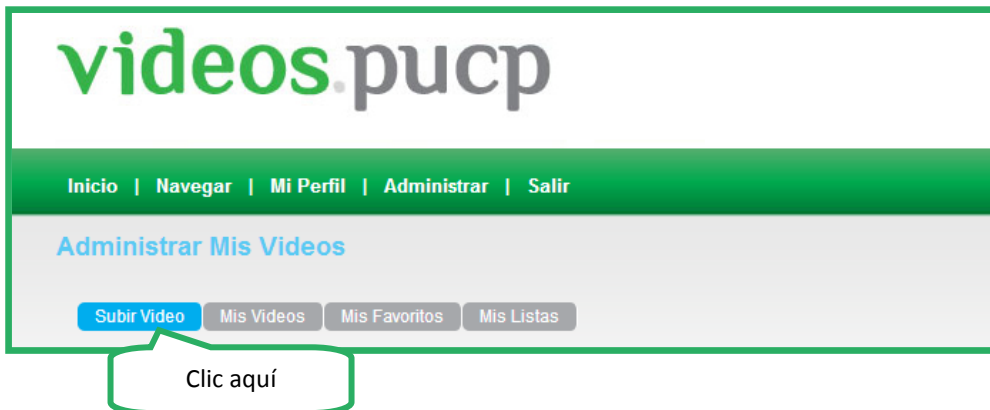 videos.pucp
Inicio | Navegar | Mi Perfil | Administrar | Salir
Administrar Mis Videos
Subir Video Mis Videos Mis Favoritos Mis Listas
Clic aquí